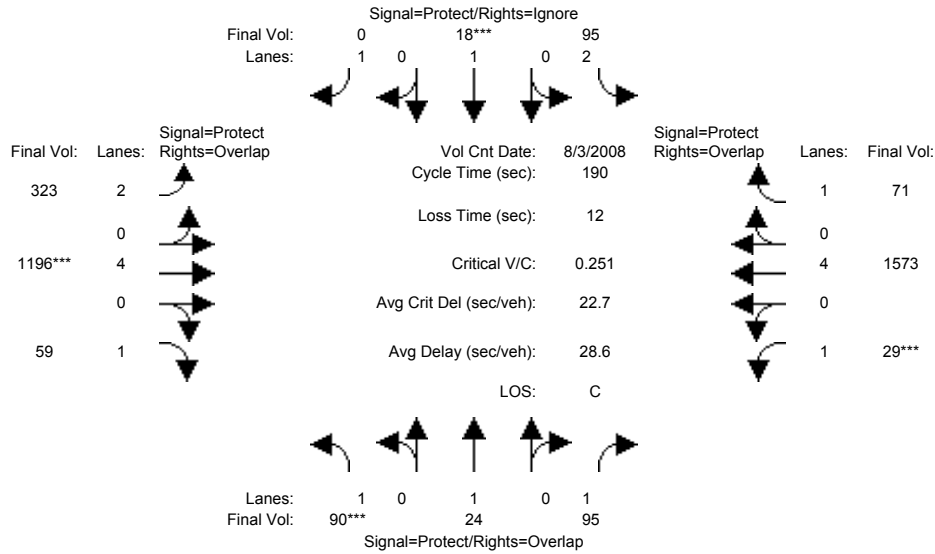 Signal=Protect/Rights=Ignore
Final Vol: 0 18*** 95
Lanes: 1 0 1 0 2
Signal=Protect
Final Vol: Lanes: Rights=Overlap
Vol Cnt Date: 8/3/2008
Signal=Protect
Rights=Overlap Lanes: Final Vol:
Cycle Time (sec): 190
323 2
1 71
Loss Time (sec): 12
0
0
1196*** 4
Critical V/C: 0.251
4 1573
0
Avg Crit Del (sec/veh): 22.7
0
59 1
Avg Delay (sec/veh): 28.6
1 29***
LOS: C
Lanes: 1 0 1 0 1
Final Vol: 90*** 24 95
Signal=Protect/Rights=Overlap